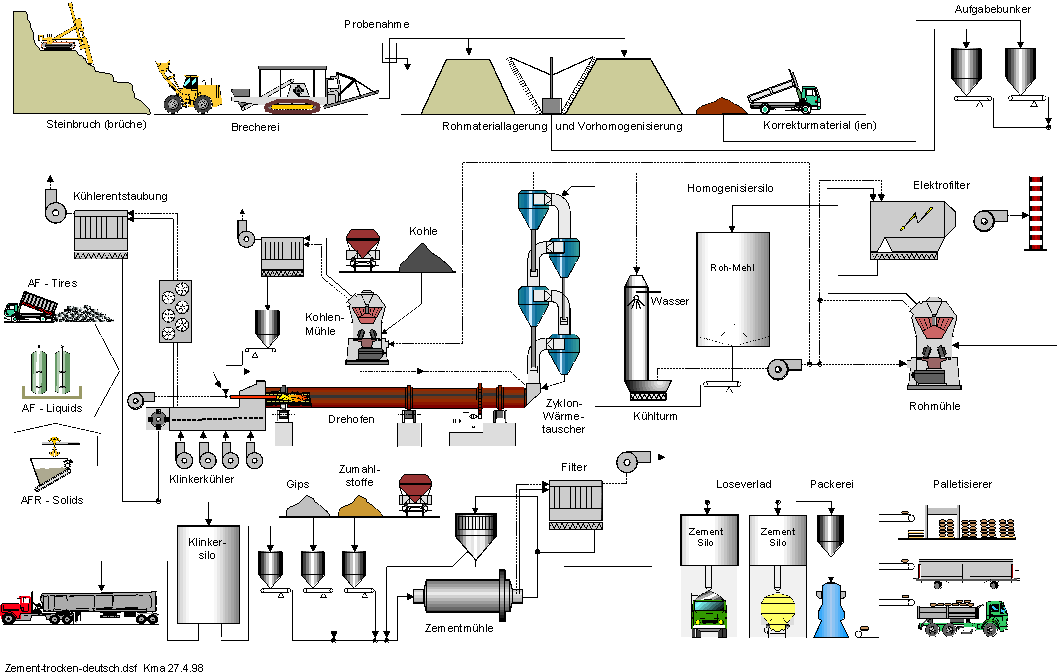 Aufgabebunker
Probenahme
Steinbruch (brüche)
Brecherei
Rohmateriallagerung und Vorhomogenisierung
Korrekturmaterial (ien)
Kühlerentstaubung
Homogenisiersilo
Elektrofilter
Kohle
AF - Tires
Roh-Mehl
Wasser
Kohlen-
Mühle
AF - Liquids
Drehofen
Zyklon-
Wärme-
tauscher
Kühlturm
Rohmühle
AFR - Solids
Klinkerkühler
Gips
Zumahl-
stoffe
Filter
Loseverlad
Packerei
Palletisierer
Klinker-
silo
Zement
Silo
Zement
Silo
Zementmühle
Zement-trocken-deutsch.dsf Kma 27.4.98